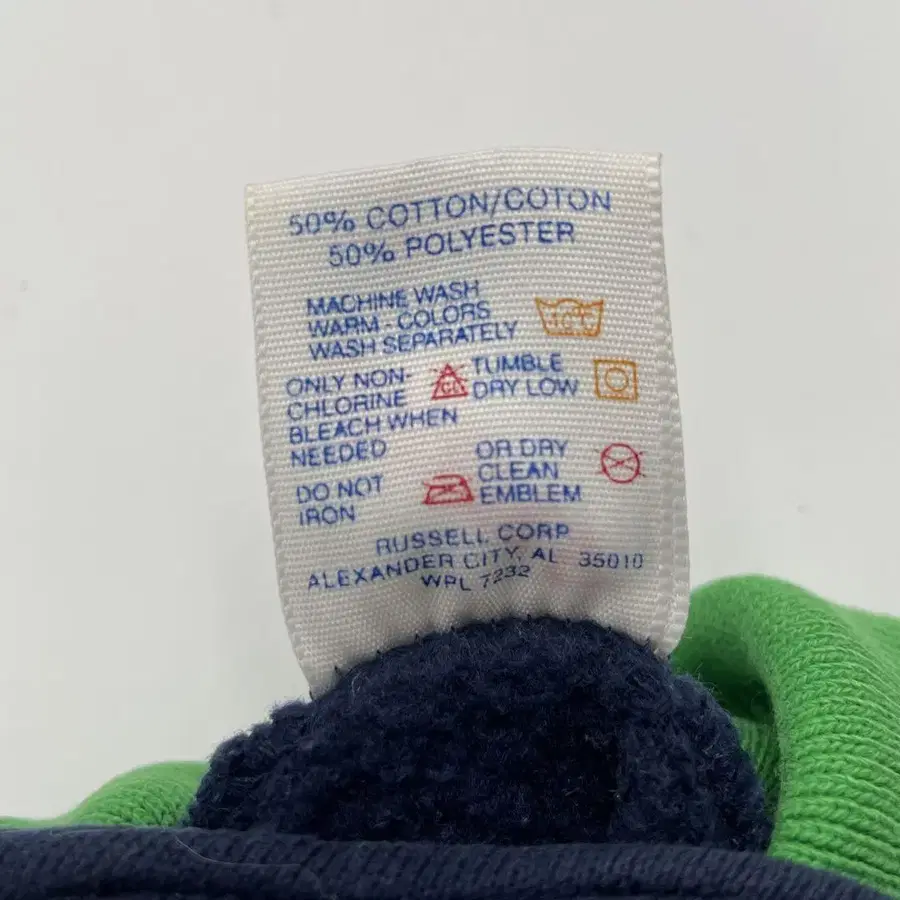 50% COTTON/COTON
50% POLYESTER
MACHINE WASH
WARM - COLORS
WASH SEPARATELY
ONLY NON-
CHLORINE
BLEACH WHEN
NEEDED
CL
TUMBLE
DRY LOW
DO NOT
IRON
OR DRY
CLEAN
EMBLEM
RUSSELL CORP
ALEXANDER CITY, AL 35010
WPL 7232